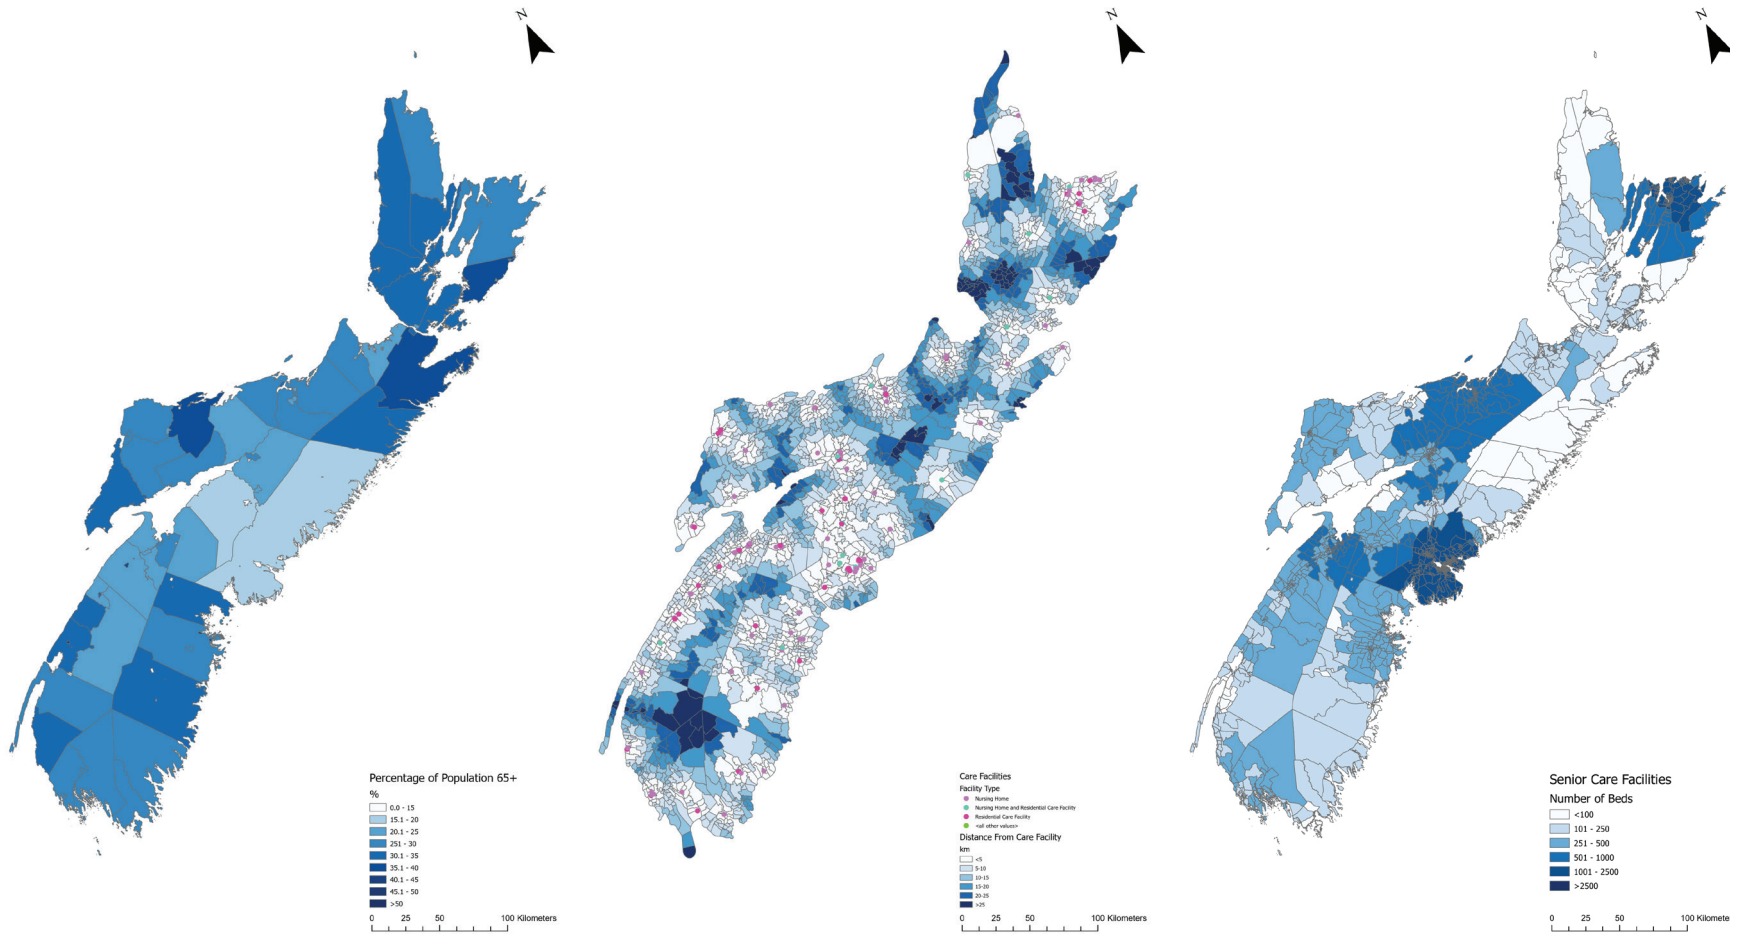 N
Percentage of Population 65+
%
0.0 - 15
15.1 - 20
20.1 - 25
251 - 30
30.1 - 35
35.1 - 40
40.1 - 45
45.1 - 50
>50
0 25 50 100 Kilometers
N
Care Facilities
Facility Type
Nursing Home
Nursing Home and Residential Care Facility
Residential Care Facility
<all other values>
Distance From Care Facility
km
<5
5-10
10-15
15-20
20-25
>25
0 25 50 100 Kilometers
N
Senior Care Facilities
Number of Beds
<100
101 - 250
251 - 500
501 - 1000
1001 - 2500
>2500
0 25 50 100 Kilometers